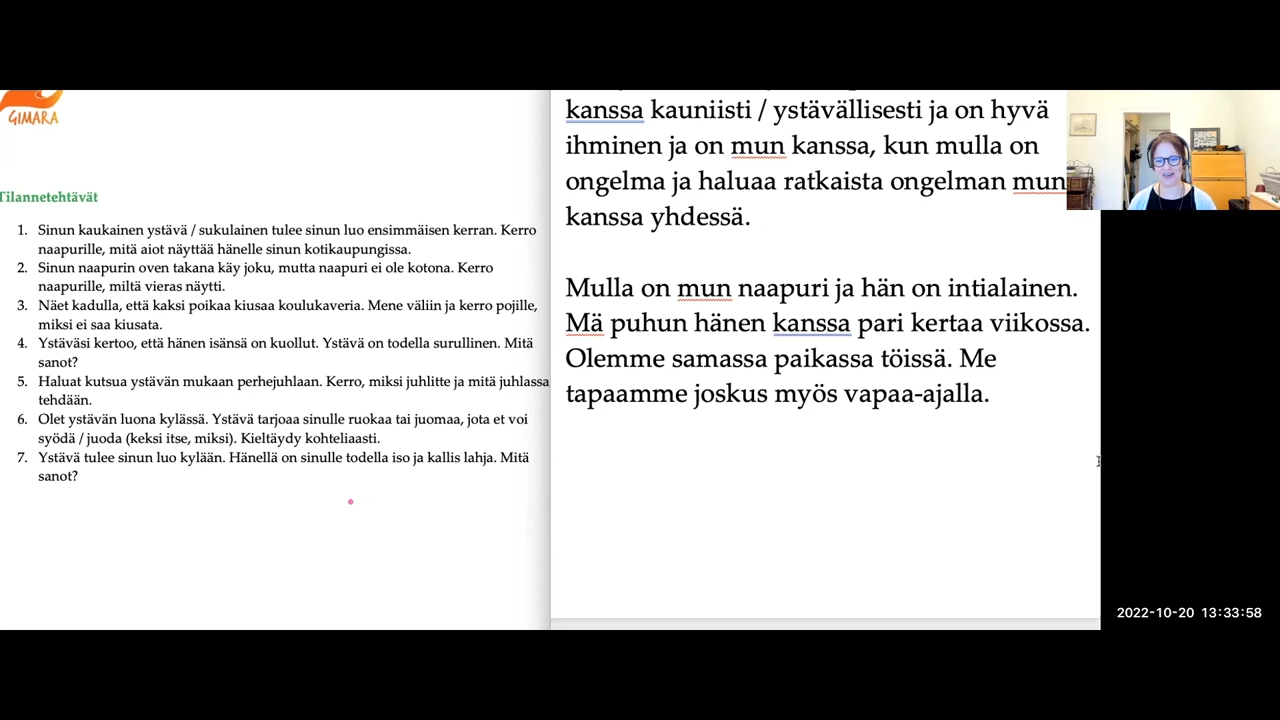 GIMARA
Tilannetehtävät
1. Sinun kaukainen ystävä / sukulainen tulee sinun luo ensimmäisen kerran. Kerro
naapurille, mitä aiot näyttää hänelle sinun kotikaupungissa.
2. Sinun naapurin oven takana käy joku, mutta naapuri ei ole kotona. Kerro
naapurille, miltä vieras näytti.
3. Näet kadulla, että kaksi poikaa kiusaa koulukaveria. Mene väliin ja kerro pojille,
miksi ei saa kiusata.
4. Ystäväsi kertoo, että hänen isänsä on kuollut. Ystävä on todella surullinen. Mitä
sanot?
5. Haluat kutsua ystävän mukaan perhejuhlaan. Kerro, miksi juhlitte ja mitä juhlassa
tehdään.
6. Olet ystävän luona kylässä. Ystävä tarjoaa sinulle ruokaa tai juomaa, jota et voi
syödä / juoda (keksi itse, miksi). Kieltäydy kohteliaasti.
7. Ystävä tulee sinun luo kylään. Hänellä on sinulle todella iso ja kallis lahja. Mitä
sanot?
kanssa kauniisti / ystävällisesti ja on hyvä
ihminen ja on mun kanssa, kun mulla on
ongelma ja haluaa ratkaista ongelman mun
kanssa yhdessä.
Mulla on mun naapuri ja hän on intialainen.
Mä puhun hänen kanssa pari kertaa viikossa.
Olemme samassa paikassa töissä. Me
tapaamme joskus myös vapaa-ajalla.
2022-10-20 13:33:58